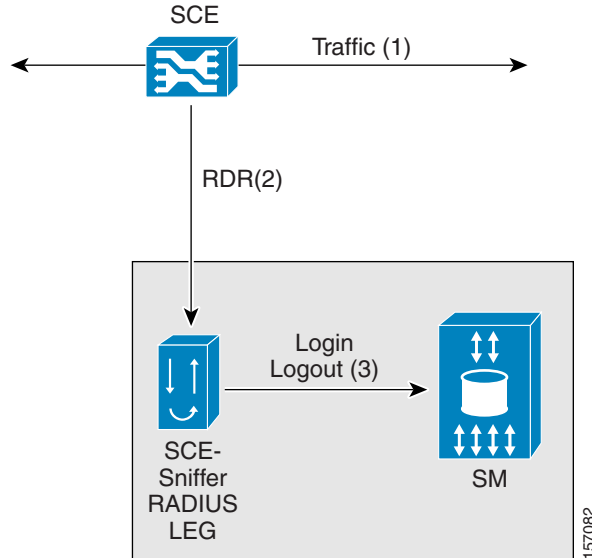 SCE
Traffic (1)
RDR(2)
Login
Logout (3)
SCE-
Sniffer
RADIUS
LEG
SM
157082